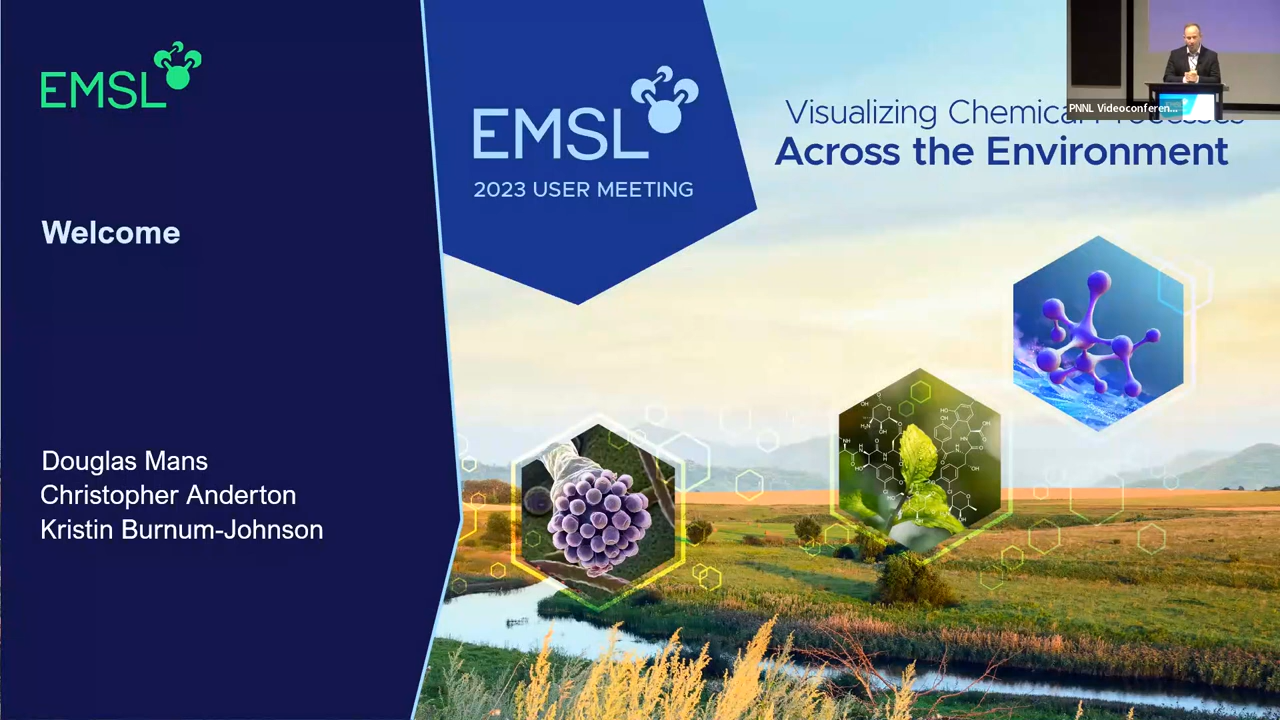 EMSL
Welcome
Douglas Mans
Christopher Anderton
Kristin Burnum-Johnson
EMSL
2023 USER MEETING
Visualizing Chemical Processes
Across the Environment
PNNL Videoconferen...